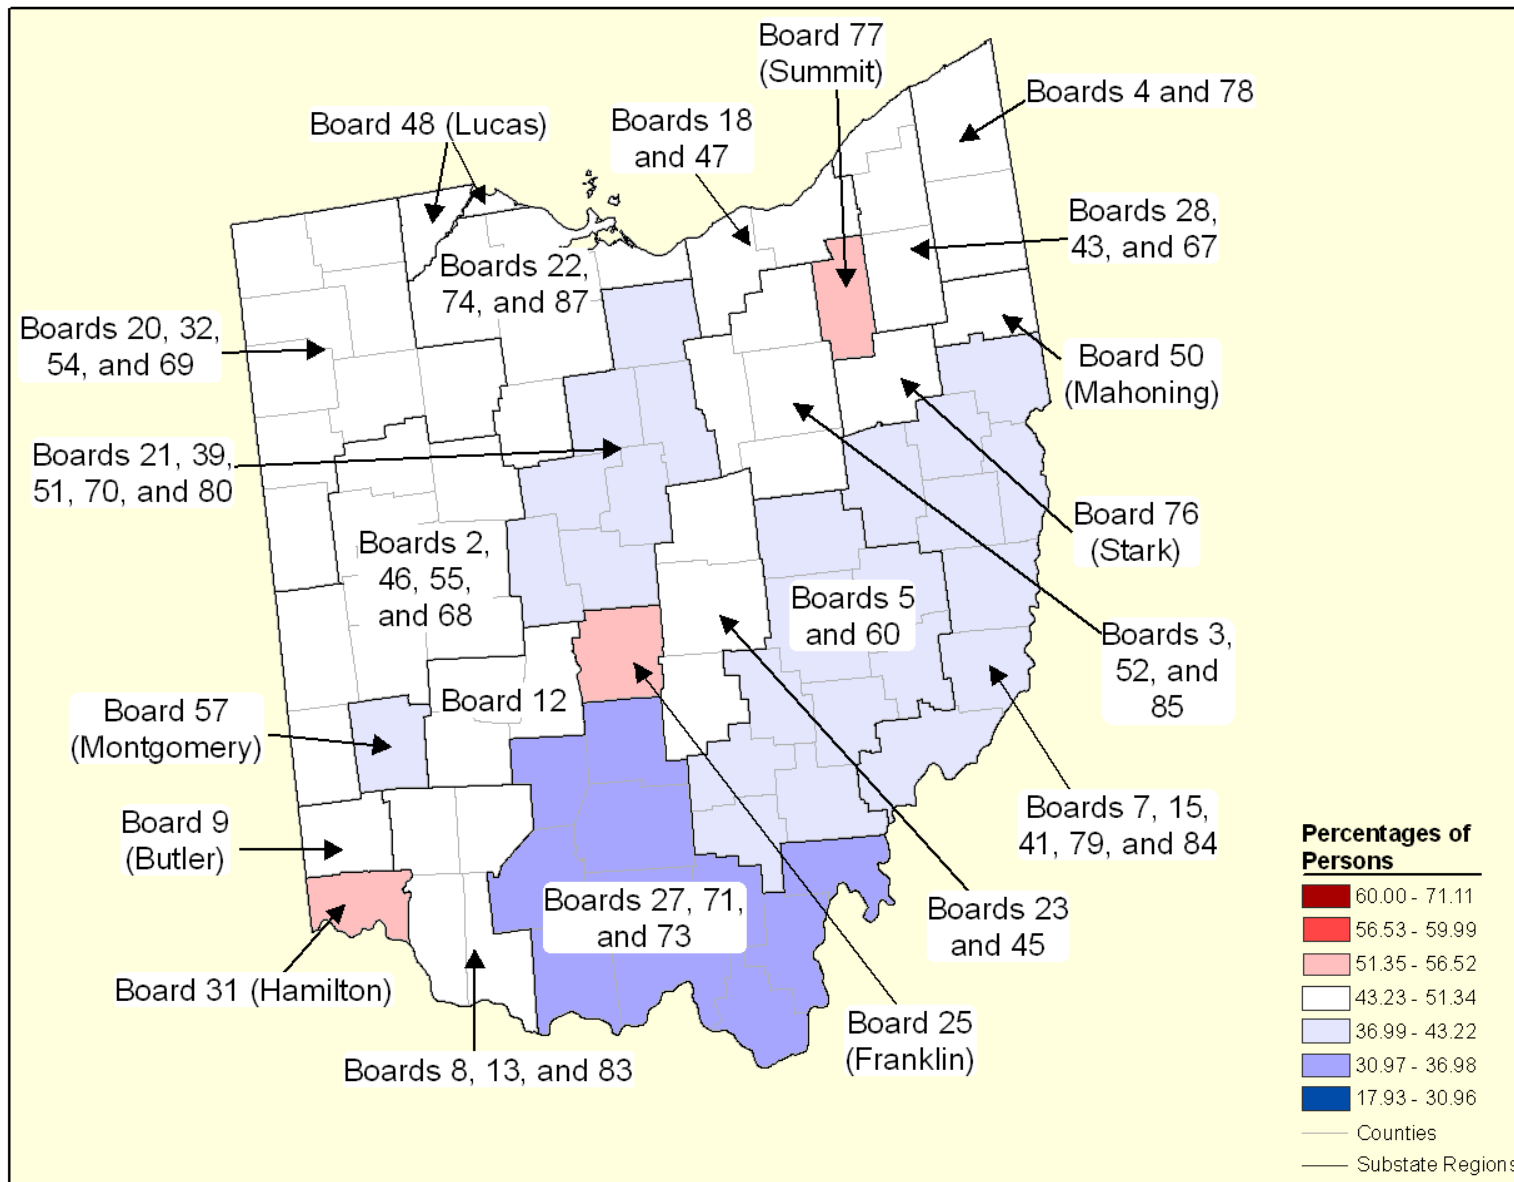 Board 77
(Summit)
Boards 4 and 78
Board 48 (Lucas)
Boards 18
and 47
Boards 28,
43, and 67
Boards 22,
74, and 87
Boards 20, 32,
54, and 69
Board 50
(Mahoning)
Boards 21, 39,
51, 70, and 80
Board 76
(Stark)
Boards 2,
46, 55,
and 68
Boards 5
and 60
Boards 3,
52, and
85
Board 12
Board 57
(Montgomery)
Board 9
(Butler)
Boards 7, 15,
41, 79, and 84
Boards 27, 71,
and 73
Boards 23
and 45
Board 31 (Hamilton)
Board 25
(Franklin)
Boards 8, 13, and 83
Percentages of
Persons
60.00 - 71.11
56.53 - 59.99
51.35 - 56.52
43.23 - 51.34
36.99 - 43.22
30.97 - 36.98
17.93 - 30.96
Counties
Substate Regions